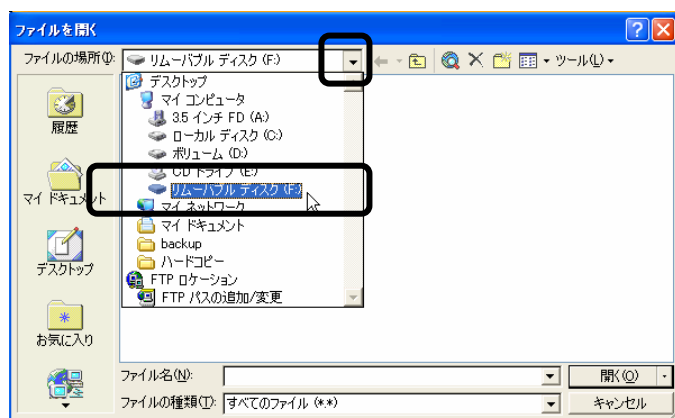 ファイルを開く
ファイルの場所(I): リムーバブル ディスク (F:) ツール(L)
デスクトップ
マイ コンピュータ
3.5 インチ FD (A:)
ローカル ディスク (C:)
ボリューム (D:)
CD ドライブ (E:)
リムーバブル ディスク (F:)
マイ ネットワーク
マイ ドキュメント
backup
ハードコピー
FTP ロケーション
FTP パスの追加/変更
履歴
マイ ドキュメント
デスクトップ
お気に入り
ファイル名(N): 開く(O)
ファイルの種類(T): すべてのファイル (*.*) キャンセル